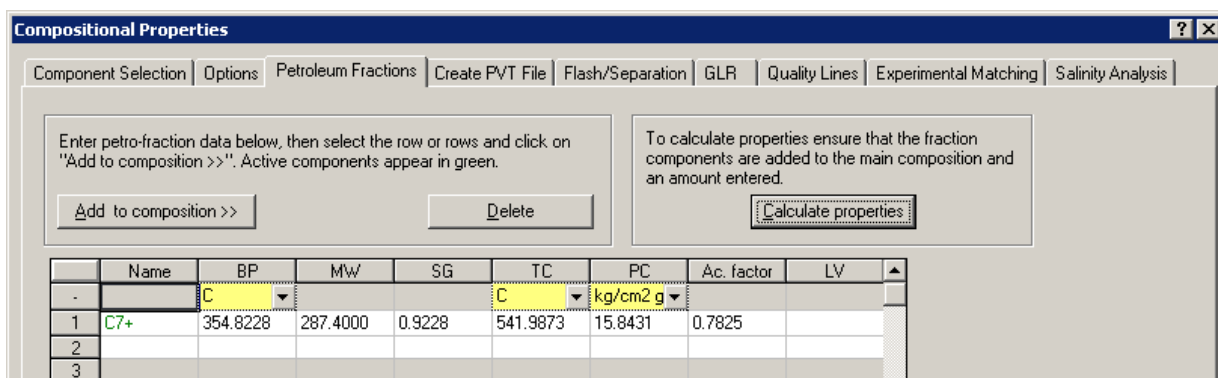 Compositional Properties
Component Selection Options Petroleum Fractions Create PVT File Flash/Separation GLR Quality Lines Experimental Matching Salinity Analysis
Enter petro-fraction data below, then select the row or rows and click on
"Add to composition >>". Active components appear in green.
Add to composition >> Delete
To calculate properties ensure that the fraction
components are added to the main composition and
an amount entered.
Calculate properties
Name BP MW SG TC PC Ac. factor LV
- C C kg/cm2 g
1 C7+ 354.8228 287.4000 0.9228 541.9873 15.8431 0.7825
2
3